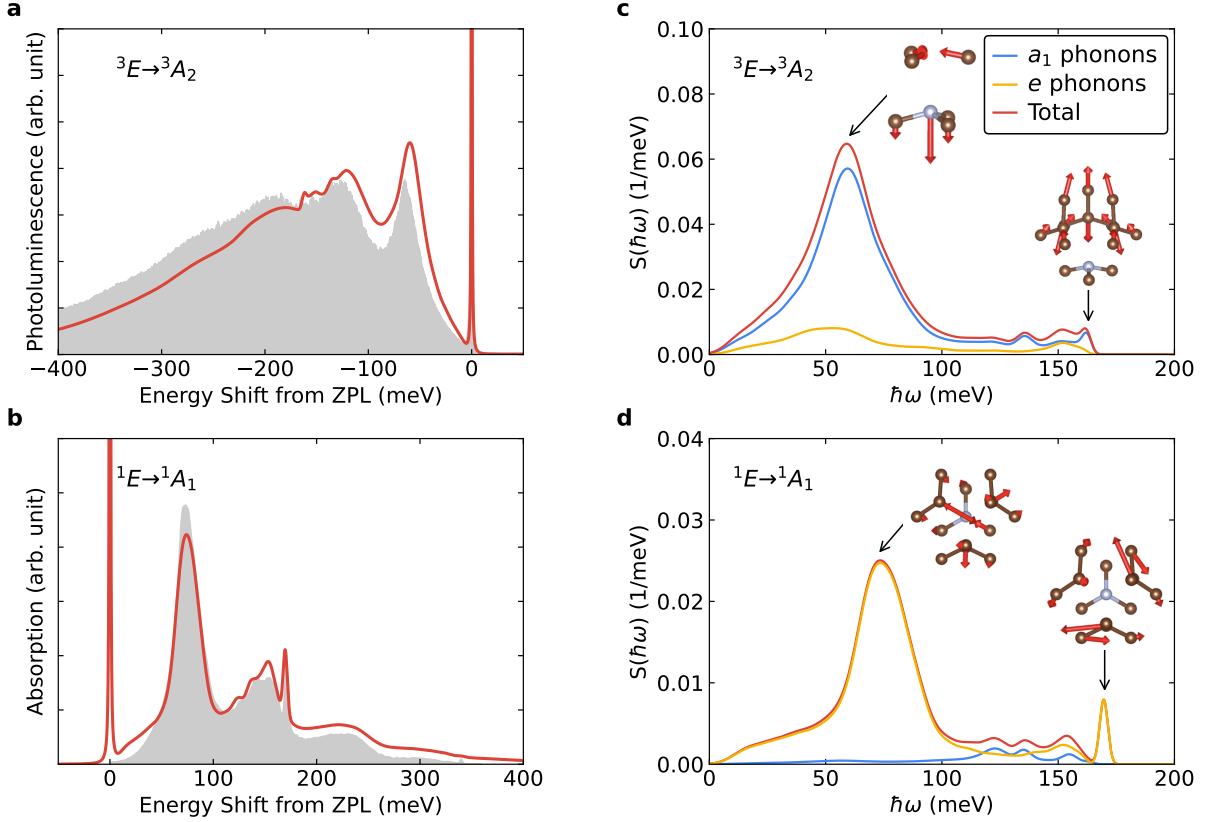 a
Photoluminescence (arb. unit)
³E→³A₂
−400
−300
−200
−100
0
Energy Shift from ZPL (meV)
b
Absorption (arb. unit)
¹E→¹A₁
0
100
200
300
400
Energy Shift from ZPL (meV)
c
S(ℏω) (1/meV)
0.10
0.08
0.06
0.04
0.02
0.00
³E→³A₂
a₁ phonons
e phonons
Total
0
50
100
150
200
ℏω (meV)
d
S(ℏω) (1/meV)
0.04
0.03
0.02
0.01
0.00
¹E→¹A₁
0
50
100
150
200
ℏω (meV)